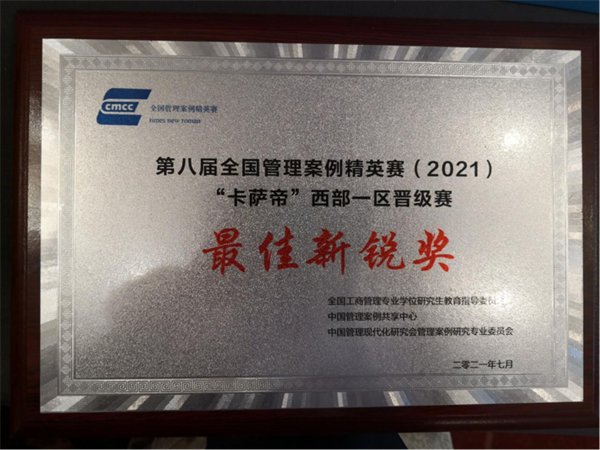 cmcc
全国管理案例精英赛
TIMES NEW ROMAN
第八届全国管理案例精英赛（2021）
“卡萨帝”西部一区晋级赛
最佳新锐奖
全国工商管理专业学位研究生教育指导委员
中国管理案例共享中心
中国管理现代化研究会管理案例研究专业委员会
二零二一年七月